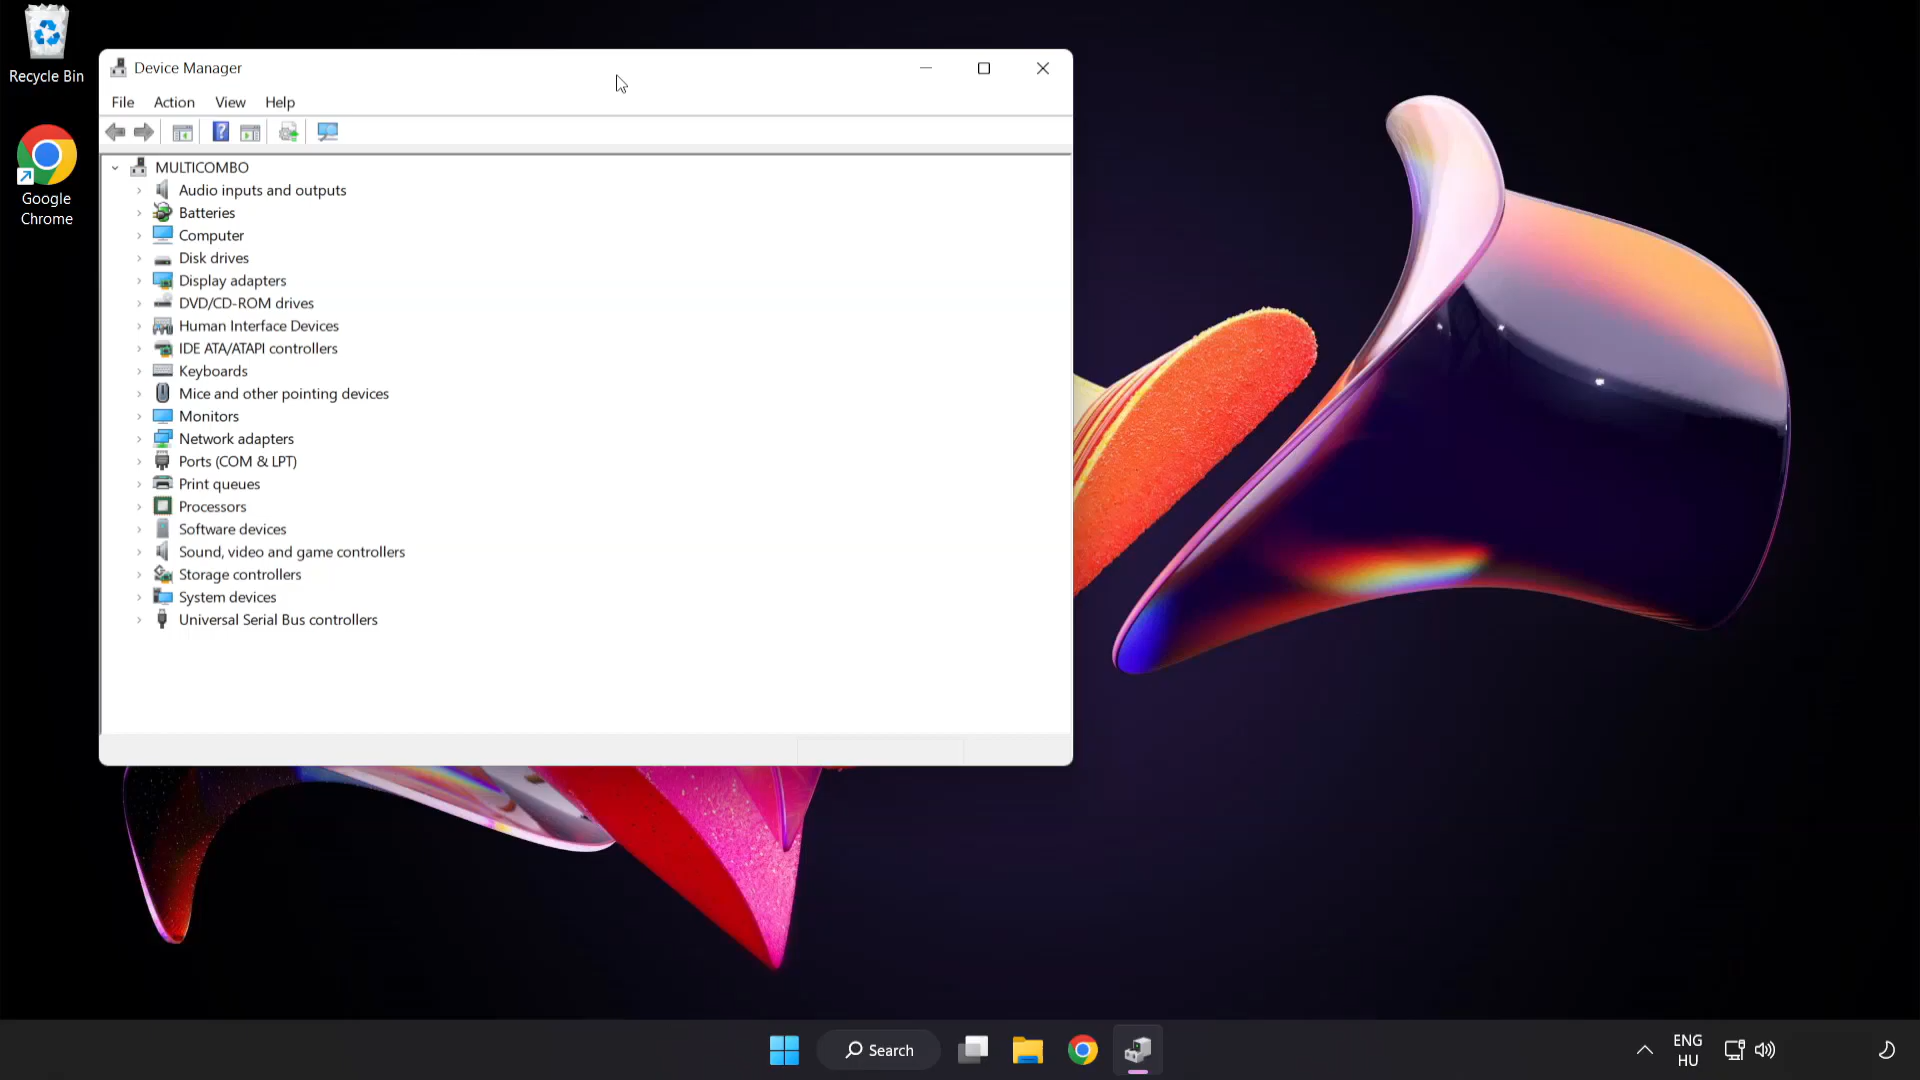 Recycle Bin
Google
Chrome
Device Manager
File Action View Help
MULTICOMBO
Audio inputs and outputs
Batteries
Computer
Disk drives
Display adapters
DVD/CD-ROM drives
Human Interface Devices
IDE ATA/ATAPI controllers
Keyboards
Mice and other pointing devices
Monitors
Network adapters
Ports (COM & LPT)
Print queues
Processors
Software devices
Sound, video and game controllers
Storage controllers
System devices
Universal Serial Bus controllers
Search
ENG
HU